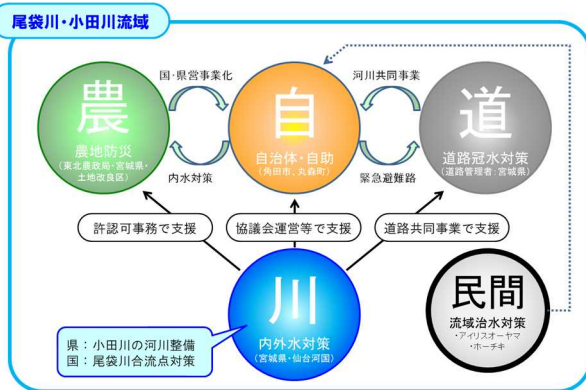 尾袋川・小田川流域
国・県営事業化
河川共同事業
農
農地防災
(東北農政局・宮城県・
土地改良区)
自
自治体・自助
(角田市、丸森町)
道
道路冠水対策
(道路管理者:宮城県)
内水対策
緊急避難路
許認可事務で支援
協議会運営等で支援
道路共同事業で支援
川
内外水対策
(宮城県・仙台河国)
県:小田川の河川整備
国:尾袋川合流点対策
民間
流域治水対策
・アイリスオーヤマ
・ホーチキ